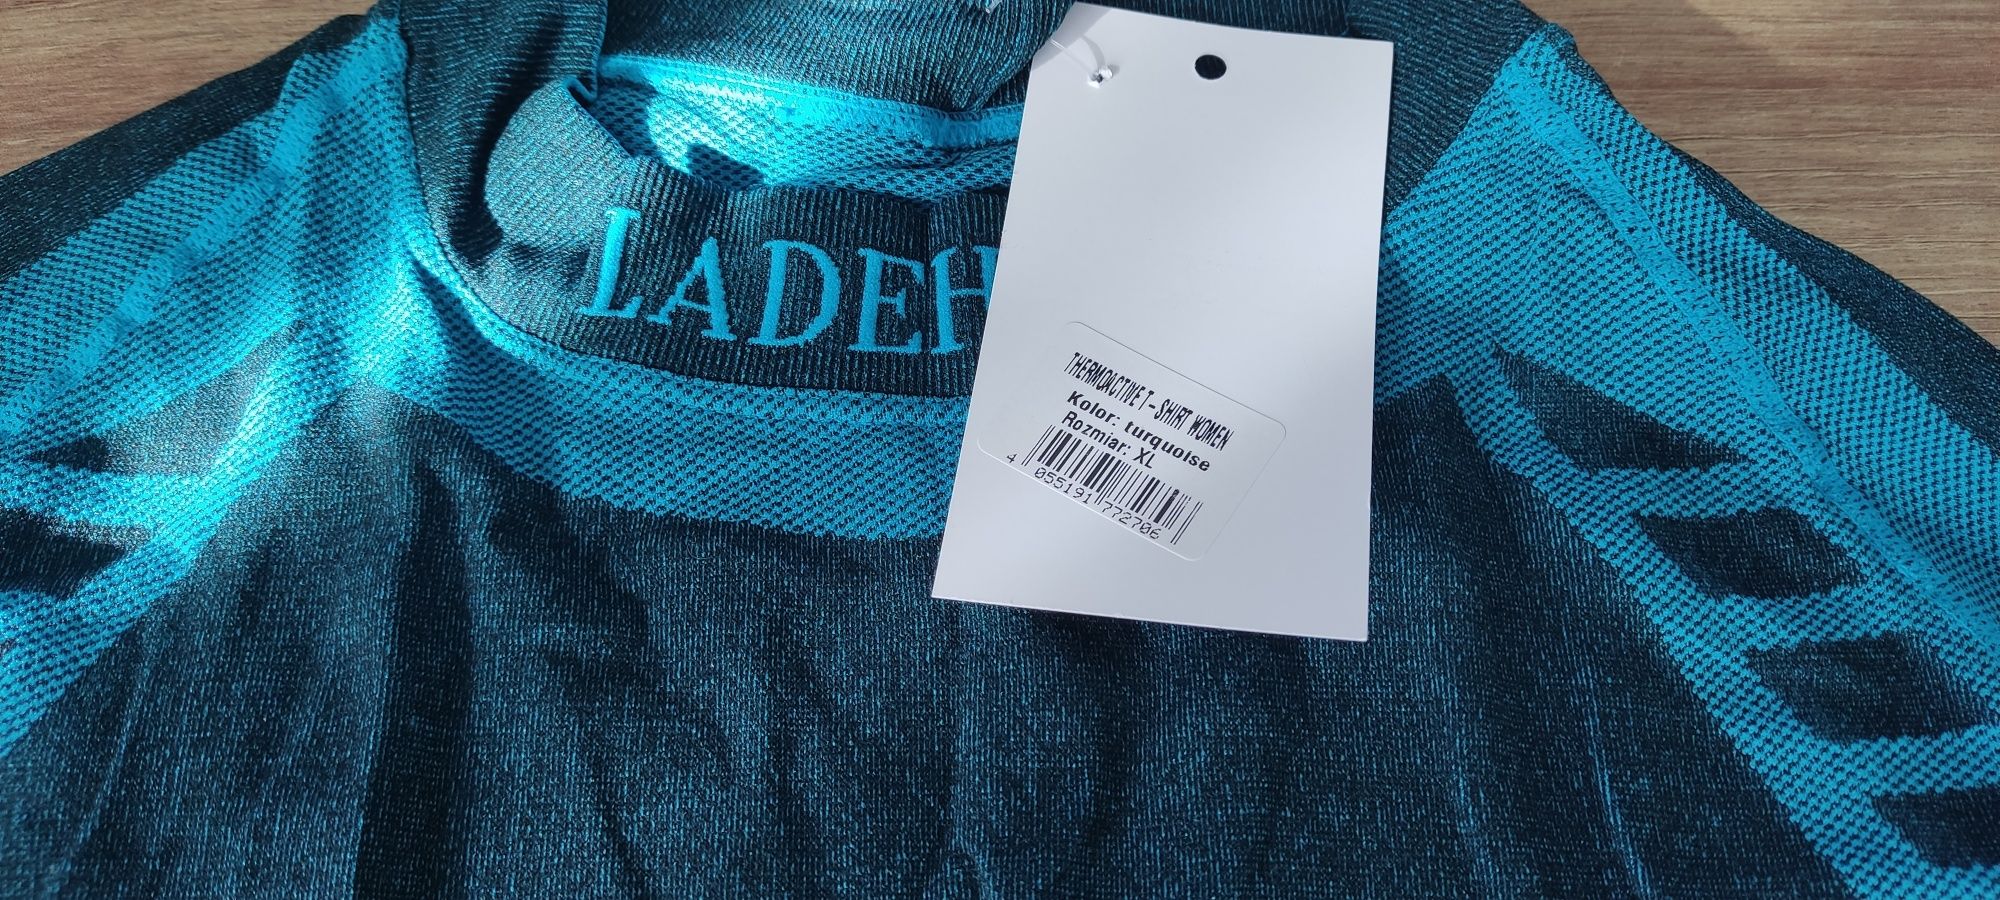 LADEH
THERMOACTIVE T-SHIRT WOMEN
Kolor: turquoise
Rozmiar: XL
4 055191 772706